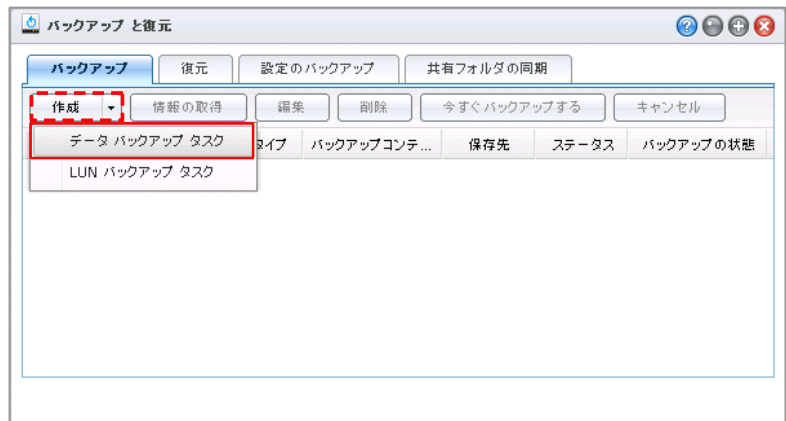 バックアップ と復元
バックアップ 復元 設定のバックアップ 共有フォルダの同期
作成 情報の取得 編集 削除 今すぐバックアップする キャンセル
データ バックアップ タスク
タイプ バックアップコンテ... 保存先 ステータス バックアップの状態
LUN バックアップ タスク